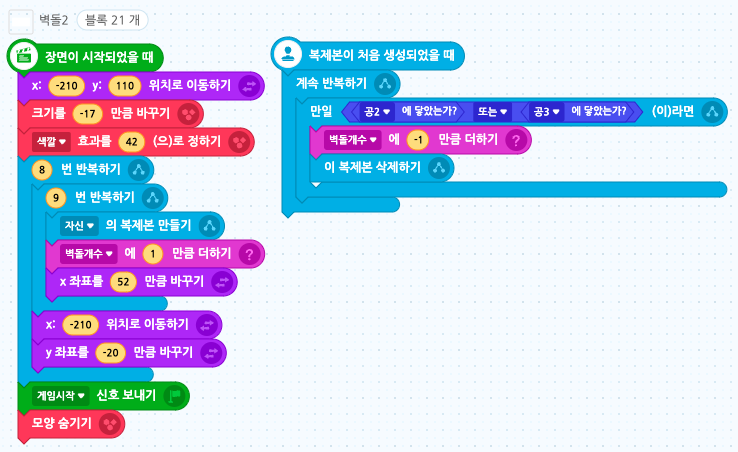 벽돌2 블록 21 개
장면이 시작되었을 때
x: -210 y: 110 위치로 이동하기
크기를 -17 만큼 바꾸기
색깔 효과를 42 (으)로 정하기
8 번 반복하기
9 번 반복하기
자신 의 복제본 만들기
벽돌개수 에 1 만큼 더하기
x 좌표를 52 만큼 바꾸기
x: -210 위치로 이동하기
y 좌표를 -20 만큼 바꾸기
게임시작 신호 보내기
모양 숨기기
복제본이 처음 생성되었을 때
계속 반복하기
만일 공2 에 닿았는가? 또는 공3 에 닿았는가? (이)라면
벽돌개수 에 -1 만큼 더하기 ?
이 복제본 삭제하기